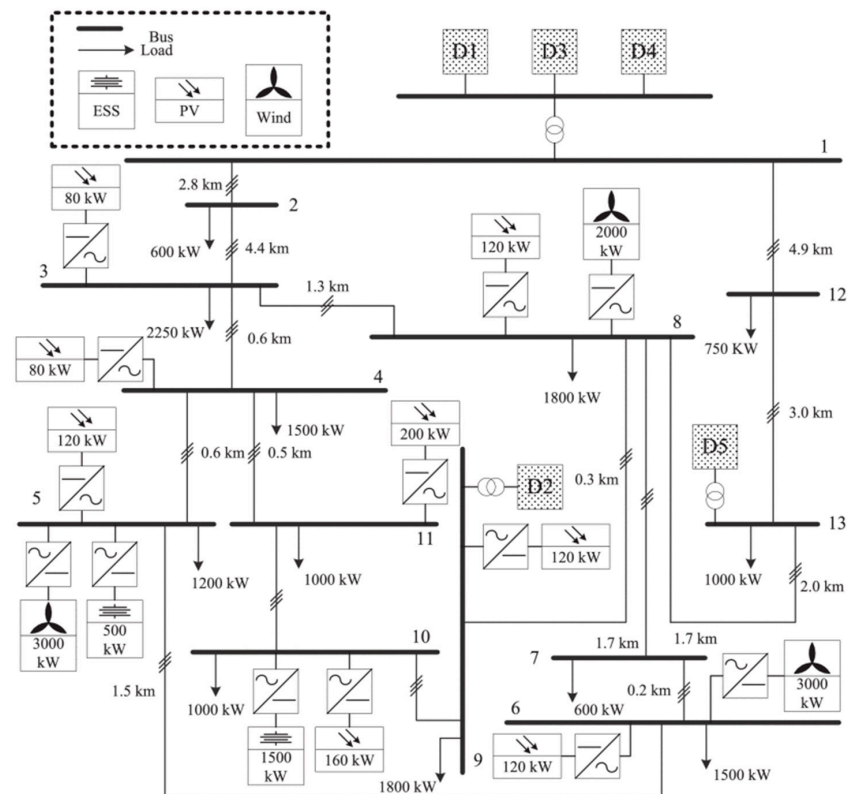 Bus
Load
ESS
PV
Wind
D1
D3
D4
1
2.8 km
80 kW
2
600 kW
4.4 km
3
2250 kW
0.6 km
1.3 km
120 kW
2000
kW
8
1800 kW
4.9 km
12
750 KW
3.0 km
80 kW
4
1500 kW
0.6 km
0.5 km
120 kW
200 kW
5
1200 kW
3000
kW
500
kW
11
1000 kW
D2
120 kW
0.3 km
D5
13
1000 kW
2.0 km
10
1000 kW
1500
kW
160 kW
1.5 km
9
1800 kW
1.7 km
1.7 km
7
600 kW
0.2 km
3000
kW
6
120 kW
1500 kW